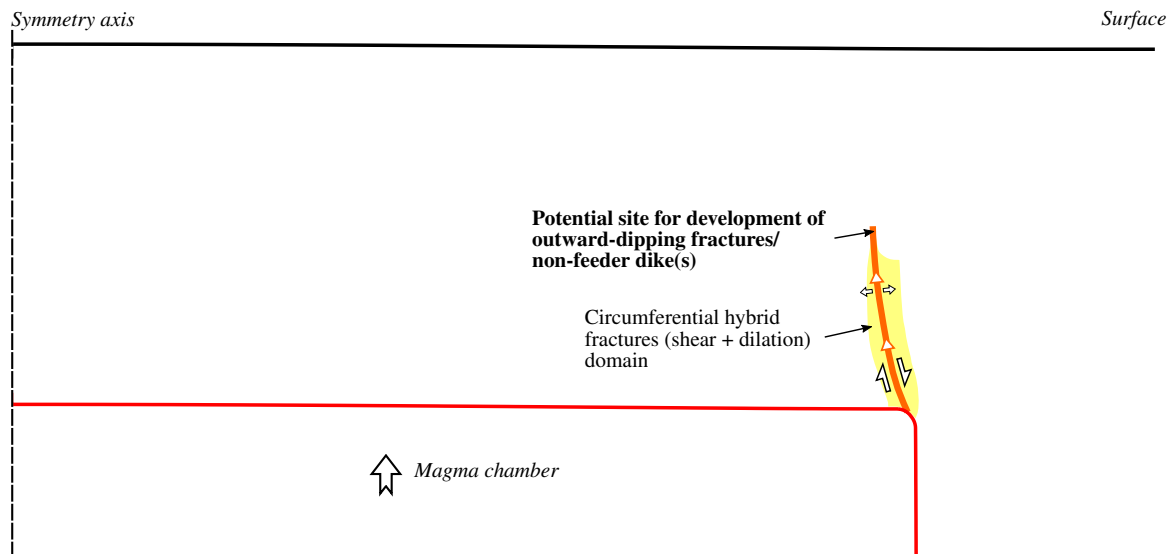 Symmetry axis
Surface
Potential site for development of
outward-dipping fractures/
non-feeder dike(s)
Circumferential hybrid
fractures (shear + dilation)
domain
Magma chamber